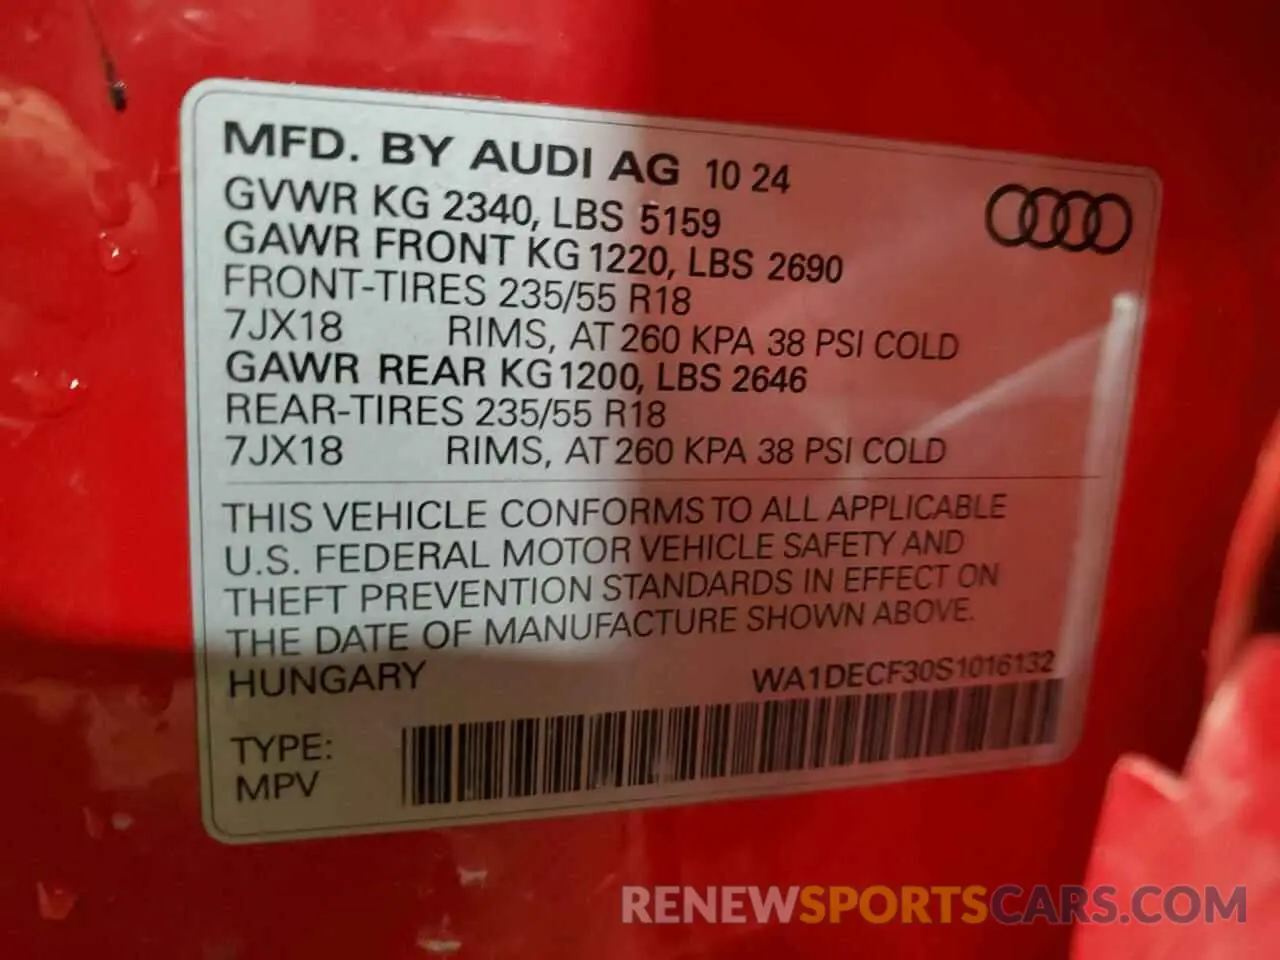 MFD. BY AUDI AG 10 24
GVWR KG 2340, LBS 5159
GAWR FRONT KG 1220, LBS 2690
FRONT-TIRES 235/55 R18
7JX18 RIMS, AT 260 KPA 38 PSI COLD
GAWR REAR KG 1200, LBS 2646
REAR-TIRES 235/55 R18
7JX18 RIMS, AT 260 KPA 38 PSI COLD
THIS VEHICLE CONFORMS TO ALL APPLICABLE
U.S. FEDERAL MOTOR VEHICLE SAFETY AND
THEFT PREVENTION STANDARDS IN EFFECT ON
THE DATE OF MANUFACTURE SHOWN ABOVE.
HUNGARY WA1DECF30S1016132
TYPE:
MPV
RENEWSPORTSCARS.COM